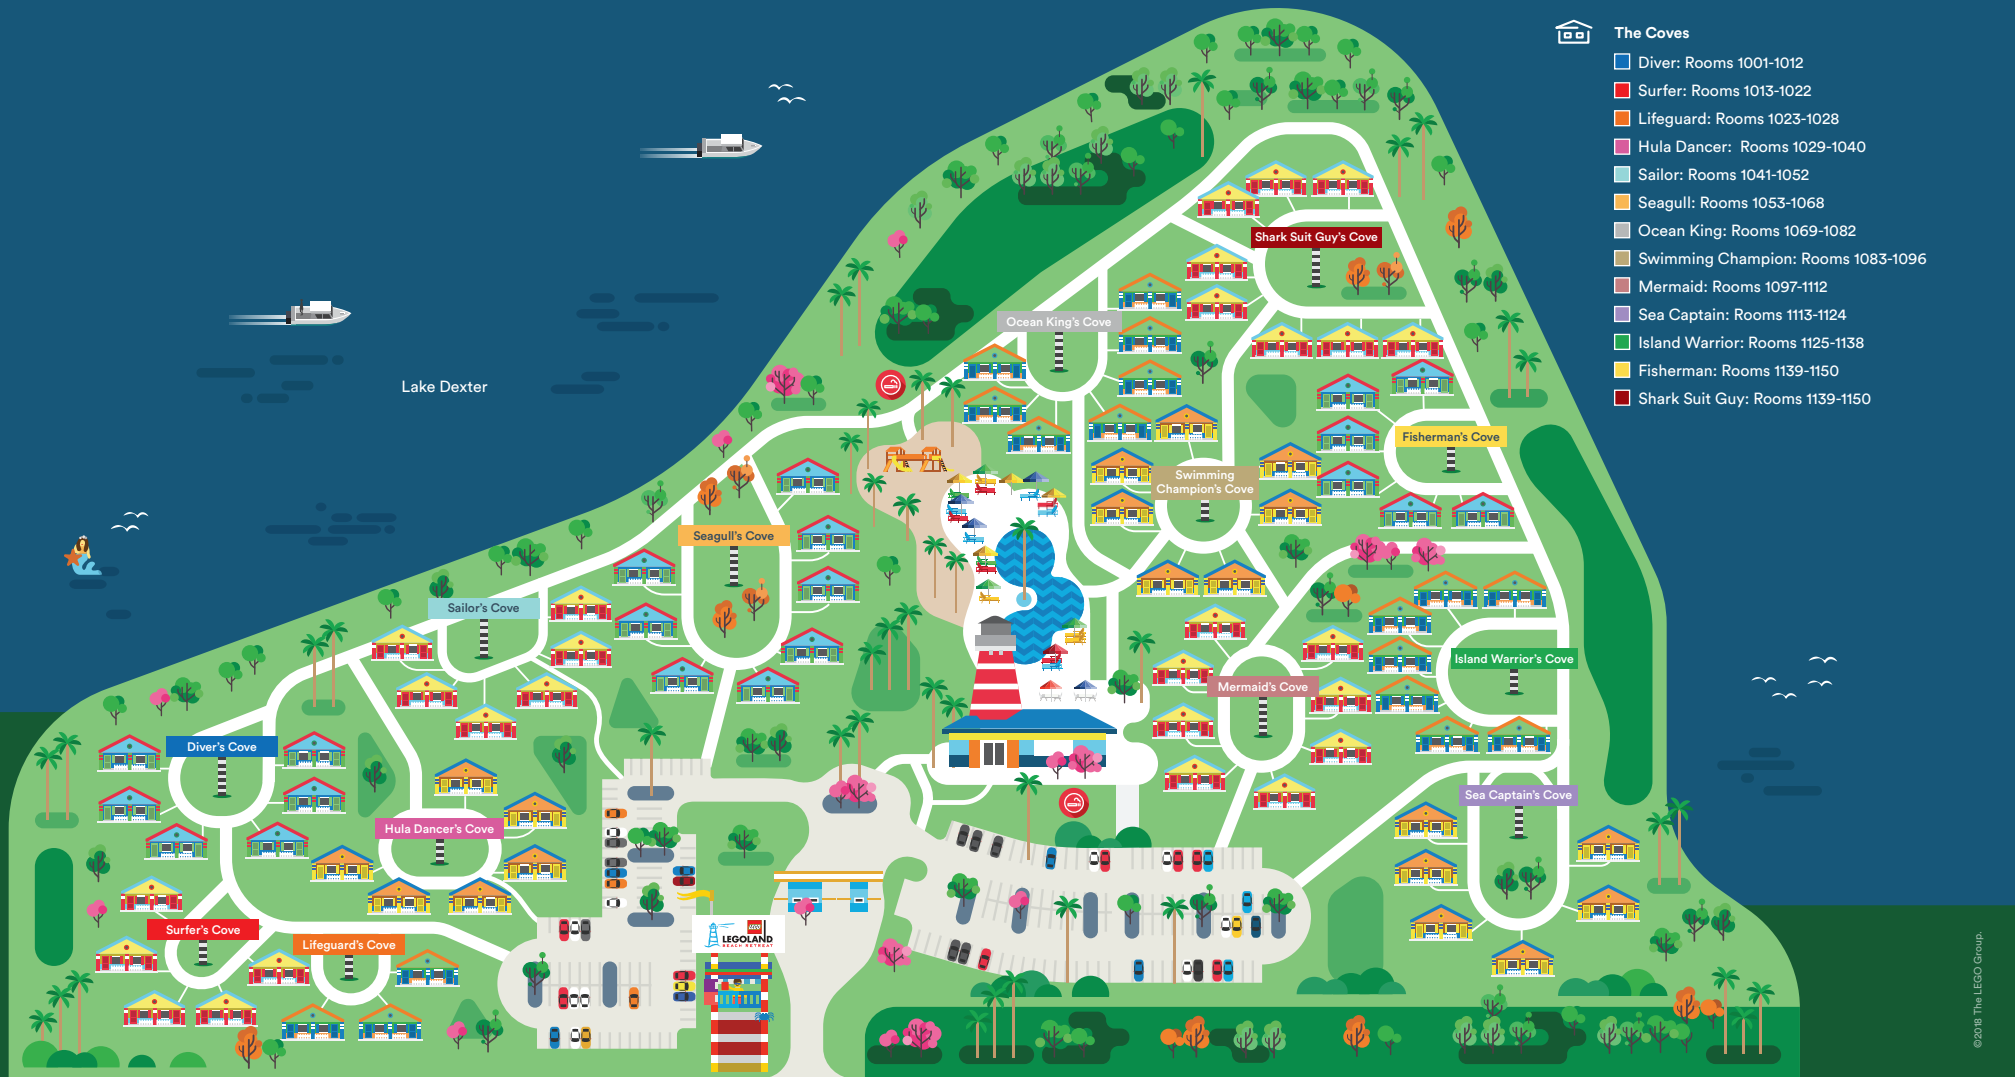 The Coves
Diver: Rooms 1001-1012
Surfer: Rooms 1013-1022
Lifeguard: Rooms 1023-1028
Hula Dancer: Rooms 1029-1040
Sailor: Rooms 1041-1052
Seagull: Rooms 1053-1068
Ocean King: Rooms 1069-1082
Swimming Champion: Rooms 1083-1096
Mermaid: Rooms 1097-1112
Sea Captain: Rooms 1113-1124
Island Warrior: Rooms 1125-1138
Fisherman: Rooms 1139-1150
Shark Suit Guy: Rooms 1139-1150
Shark Suit Guy's Cove
Ocean King's Cove
Lake Dexter
Fisherman's Cove
Swimming
Champion's Cove
Seagull's Cove
Sailor's Cove
Island Warrior's Cove
Mermaid's Cove
Diver's Cove
Sea Captain's Cove
Hula Dancer's Cove
Surfer's Cove
Lifeguard's Cove
LEGO
LEGOLAND
BEACH RETREAT
©2018 The LEGO Group.